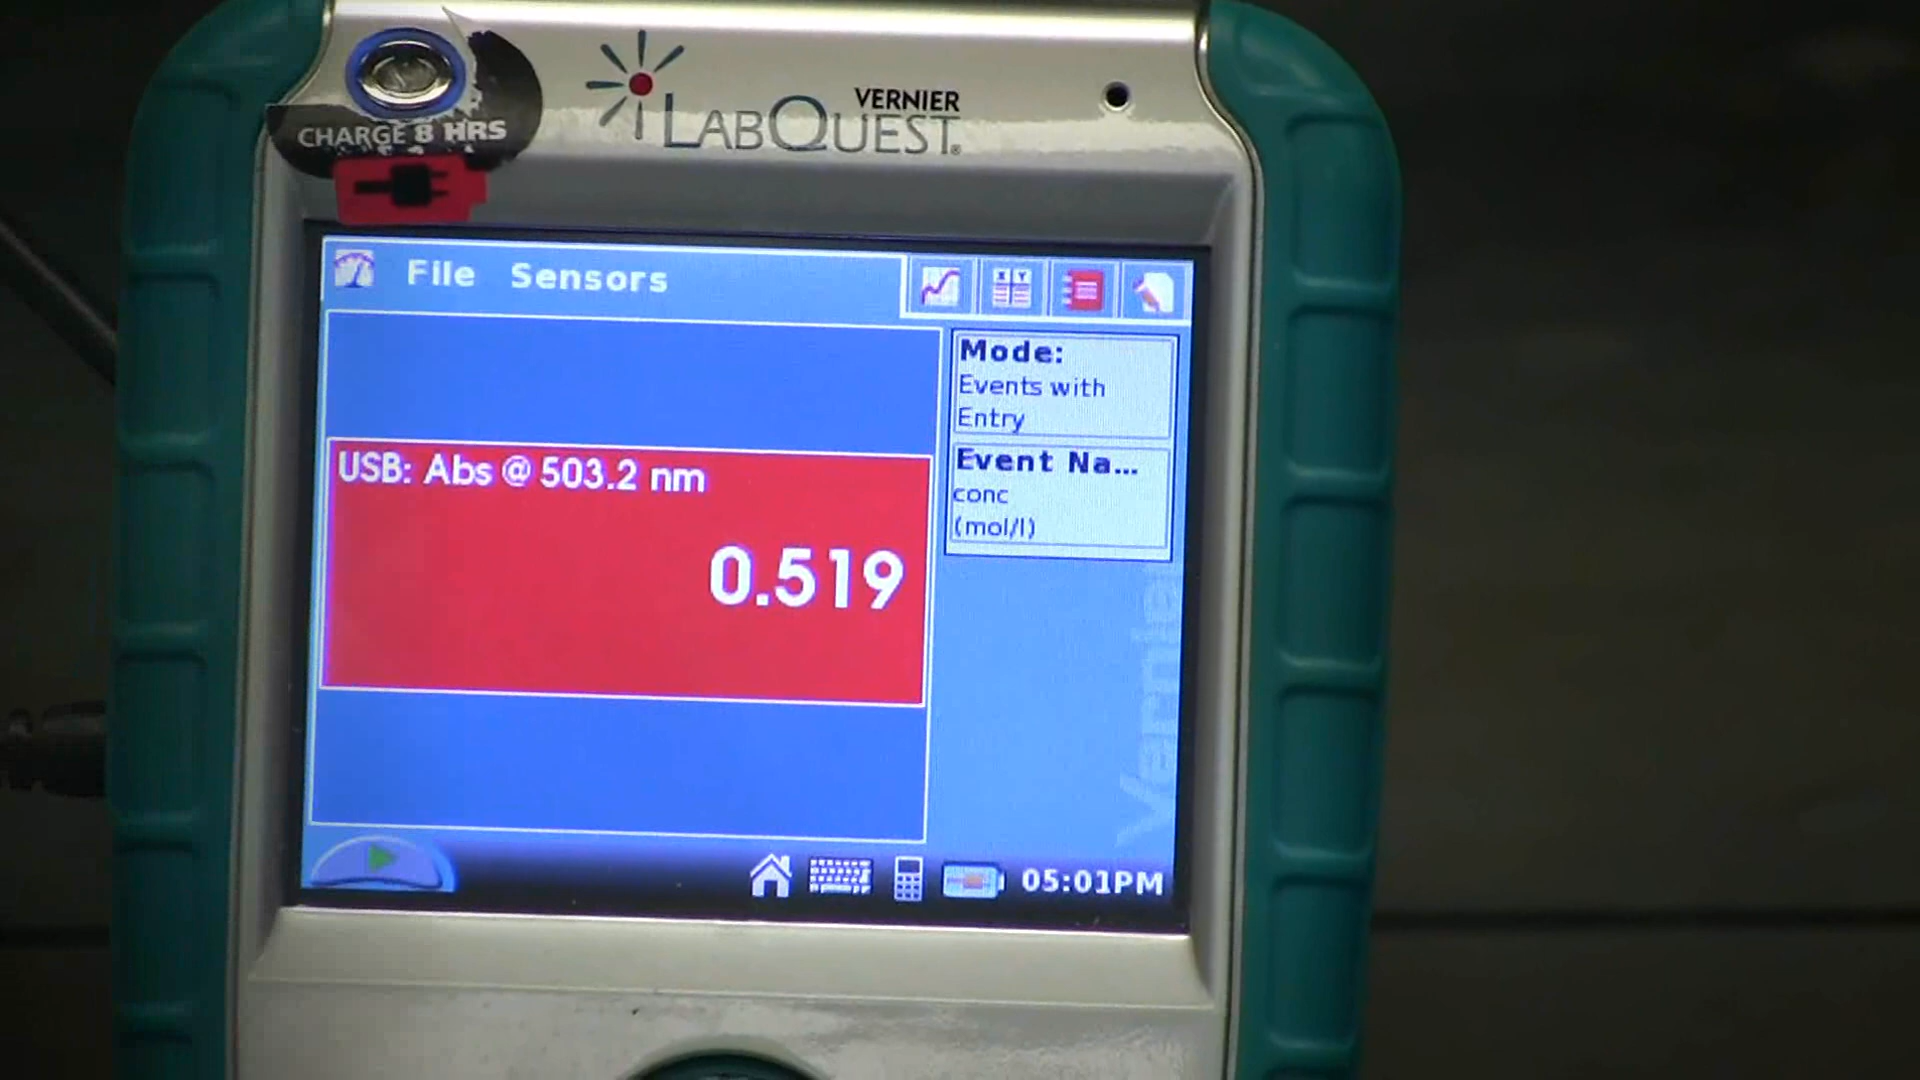 CHARGE 8 HRS
VERNIER
LABQUEST®
File Sensors
Mode:
Events with
Entry
Event Na...
conc
(mol/l)
USB: Abs @ 503.2 nm
0.519
Vernie
05:01PM